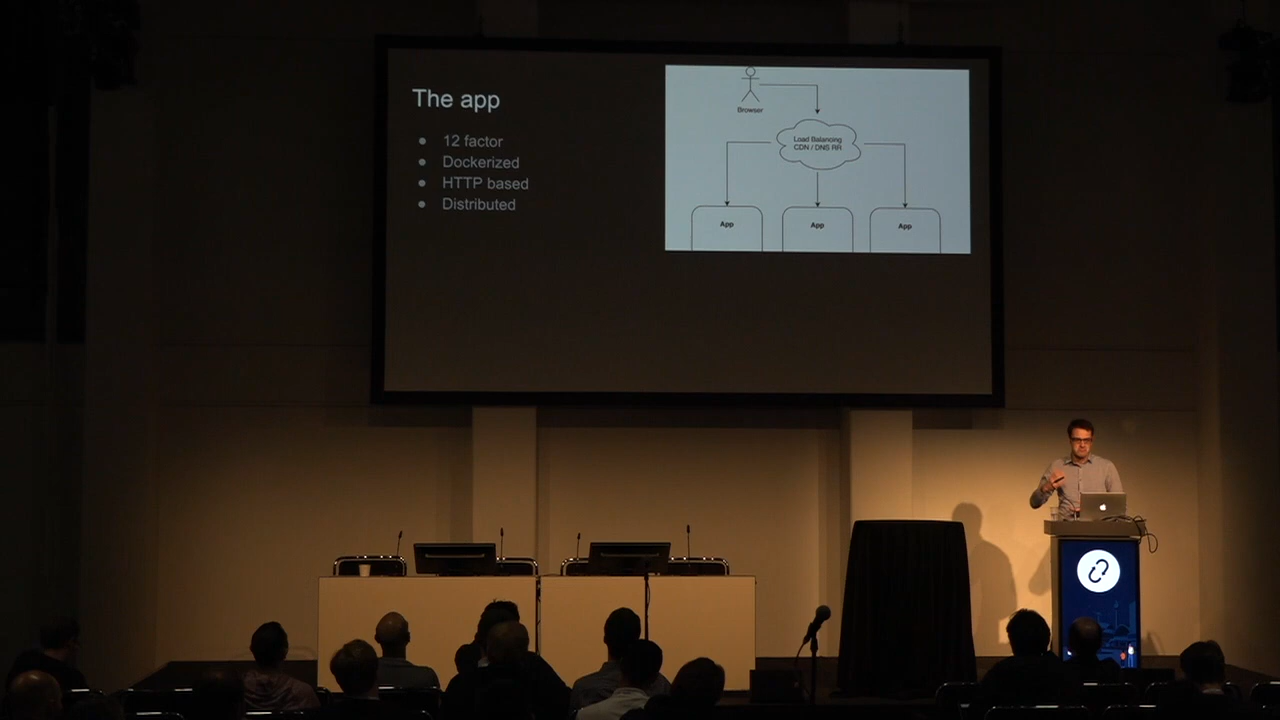 The app
12 factor
Dockerized
HTTP based
Distributed
Browser
Load Balancing
CDN / DNS RR
App
App
App